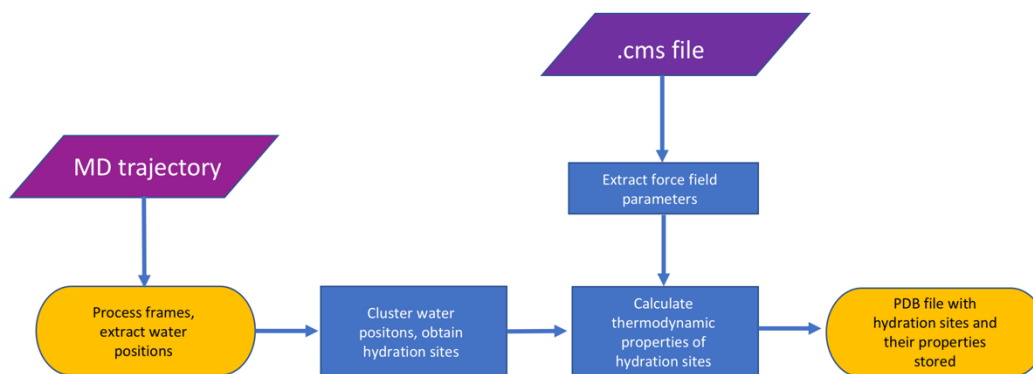 .cms file
MD trajectory
Extract force field
parameters
Process frames,
extract water
positions
Cluster water
positons, obtain
hydration sites
Calculate
thermodynamic
properties of
hydration sites
PDB file with
hydration sites and
their properties
stored